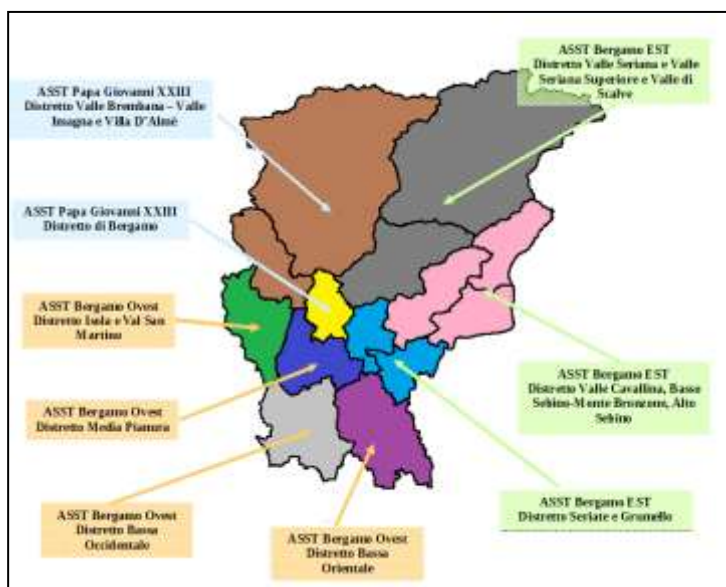 ASST Bergamo EST
Distretto Valle Seriana e Valle
Seriana Superiore e Valle di
Scalve
ASST Papa Giovanni XXIII
Distretto Valle Brembana – Valle
Imagna e Villa D'Almè
ASST Papa Giovanni XXIII
Distretto di Bergamo
ASST Bergamo Ovest
Distretto Isola e Val San
Martino
ASST Bergamo EST
Distretto Valle Cavallina, Basso
Sebino-Monte Bronzone, Alto
Sebino
ASST Bergamo Ovest
Distretto Media Pianura
ASST Bergamo EST
Distretto Seriate e Grumello
ASST Bergamo Ovest
Distretto Bassa
Occidentale
ASST Bergamo Ovest
Distretto Bassa
Orientale